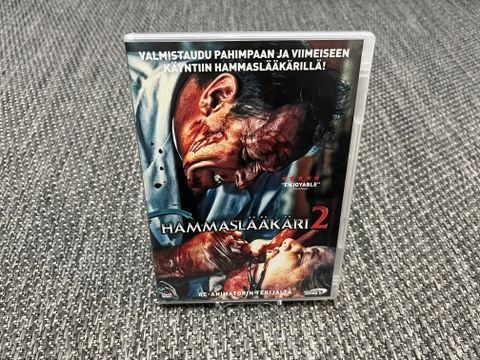 VALMISTAUDU PAHIMPAAN JA VIIMEISEEN
KÄYNTIIN HAMMASLÄÄKÄRILLÄ!
"ENJOYABLE"
HAMMASLÄÄKÄRI 2
RE-ANIMATORIN TEKIJÄLTÄ